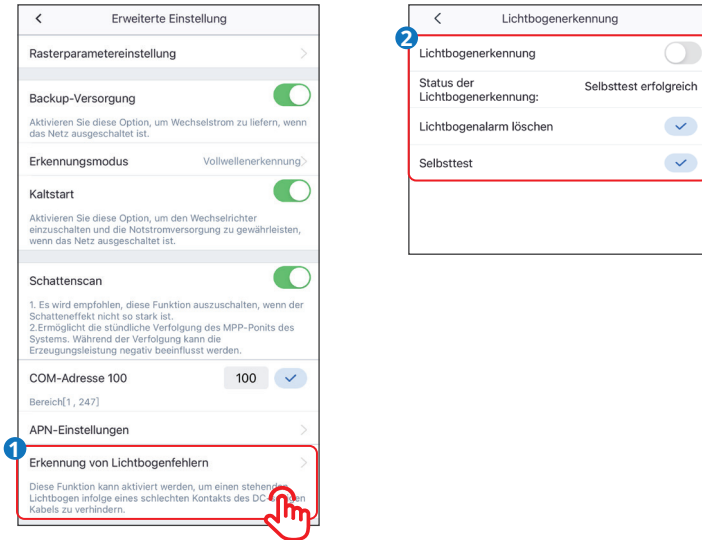 Erweiterte Einstellung
Rasterparametereinstellung
Backup-Versorgung
Aktivieren Sie diese Option, um Wechselstrom zu liefern, wenn
das Netz ausgeschaltet ist.
Erkennungsmodus Vollwellenerkennung
Kaltstart
Aktivieren Sie diese Option, um den Wechselrichter
einzuschalten und die Notstromversorgung zu gewährleisten,
wenn das Netz ausgeschaltet ist.
Schattenscan
1. Es wird empfohlen, diese Funktion auszuschalten, wenn der
Schatteneffekt nicht so stark ist.
2.Ermöglicht die stündliche Verfolgung des MPP-Ponits des
Systems. Während der Verfolgung kann die
Erzeugungsleistung negativ beeinflusst werden.
COM-Adresse 100 100
Bereich[1 , 247]
APN-Einstellungen
1
Erkennung von Lichtbogenfehlern
Diese Funktion kann aktiviert werden, um einen stehenden
Lichtbogen infolge eines schlechten Kontakts des DC-
Kabels zu verhindern.
Lichtbogenerkennung
2
Lichtbogenerkennung
Status der
Lichtbogenerkennung: Selbsttest erfolgreich
Lichtbogenalarm löschen
Selbsttest